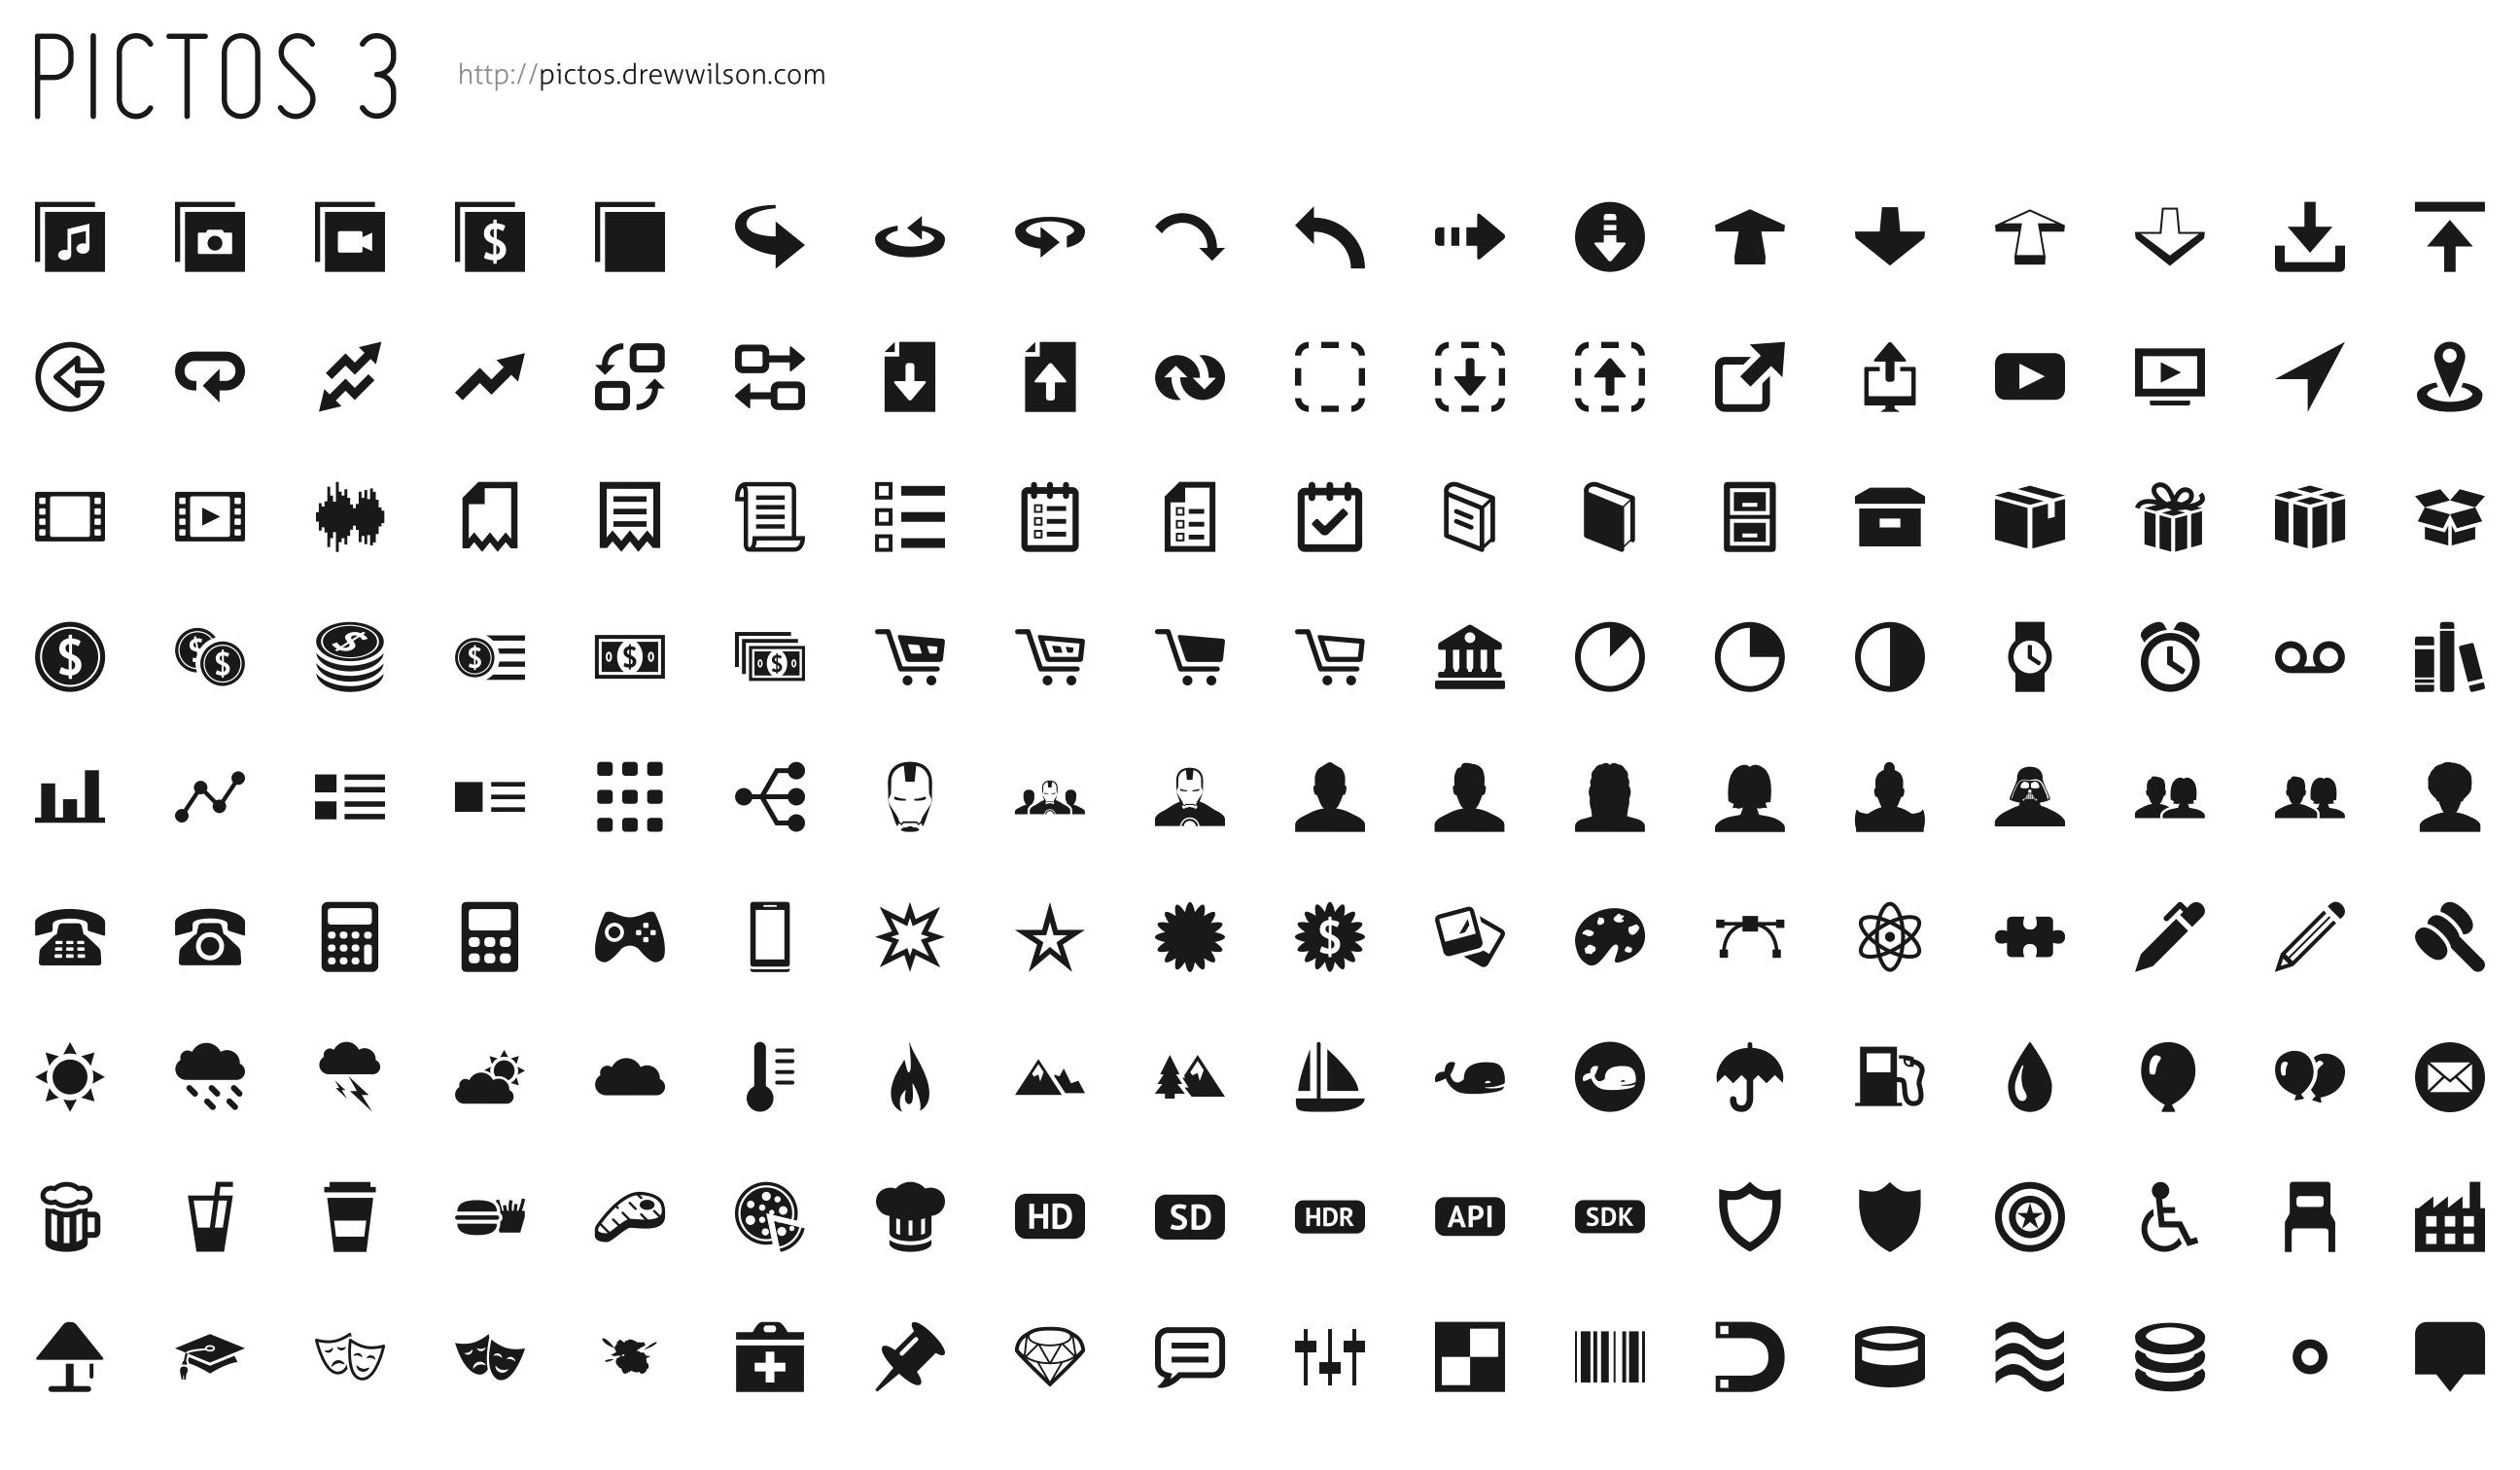 PICTOS 3
http://pictos.drewwilson.com
$
$ $ $ $ $ $
$
HD SD HDR API SDK